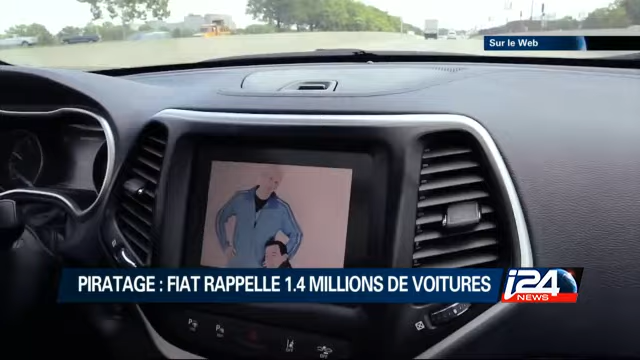 Sur le Web
PIRATAGE : FIAT RAPPELLE 1.4 MILLIONS DE VOITURES
i24
NEWS